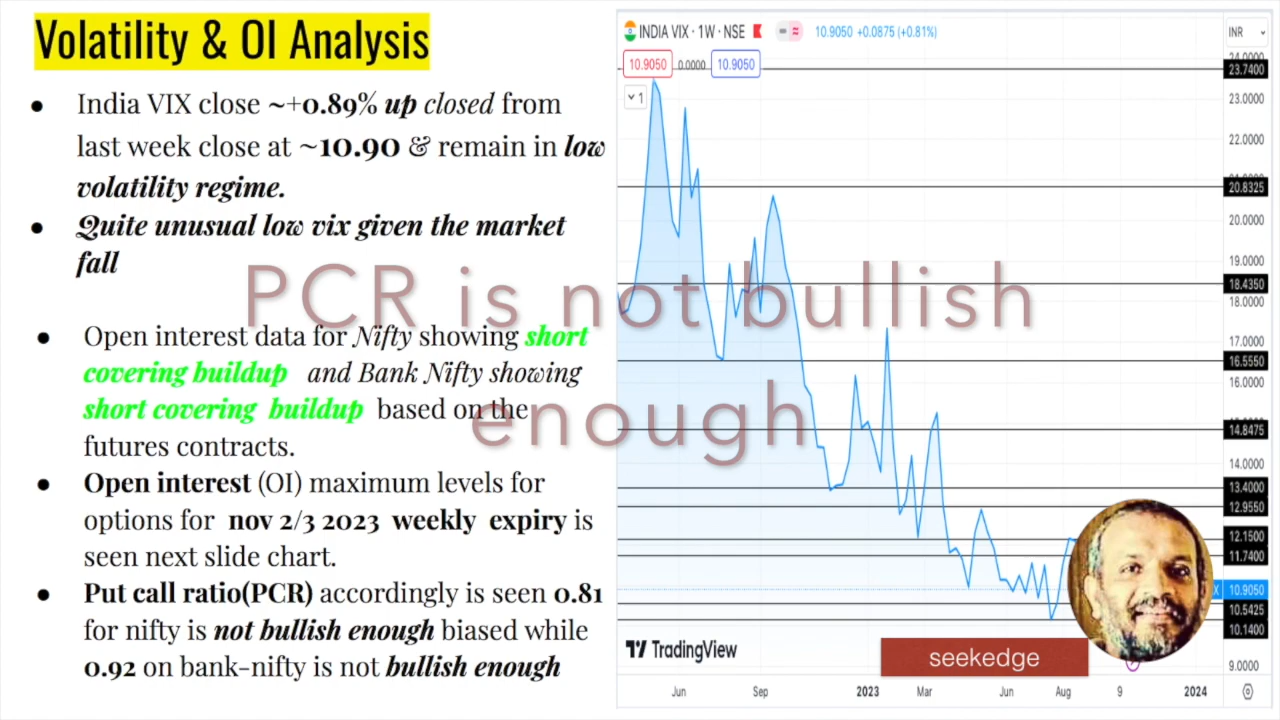 Volatility & OI Analysis
● India VIX close ~+0.89% up closed from
last week close at ~10.90 & remain in low
volatility regime.
● Quite unusual low vix given the market
fall
PCR is not bullish
enough
● Open interest data for Nifty showing short
covering buildup and Bank Nifty showing
short covering buildup based on the
futures contracts.
● Open interest (OI) maximum levels for
options for nov 2/3 2023 weekly expiry is
seen next slide chart.
● Put call ratio(PCR) accordingly is seen 0.81
for nifty is not bullish enough biased while
0.92 on bank-nifty is not bullish enough
INDIA VIX · 1W · NSE 10.9050 +0.0875 (+0.81%)
INR
10.9050 0.0000 10.9050
1
23.7400
23.0000
22.0000
20.8325
20.0000
19.0000
18.4350
18.0000
17.0000
16.5550
16.0000
14.8475
14.0000
13.4000
12.9550
12.1500
11.7400
10.9050
10.5425
10.1400
9.0000
TradingView
seekedge
Jun Sep 2023 Mar Jun Aug 9 2024